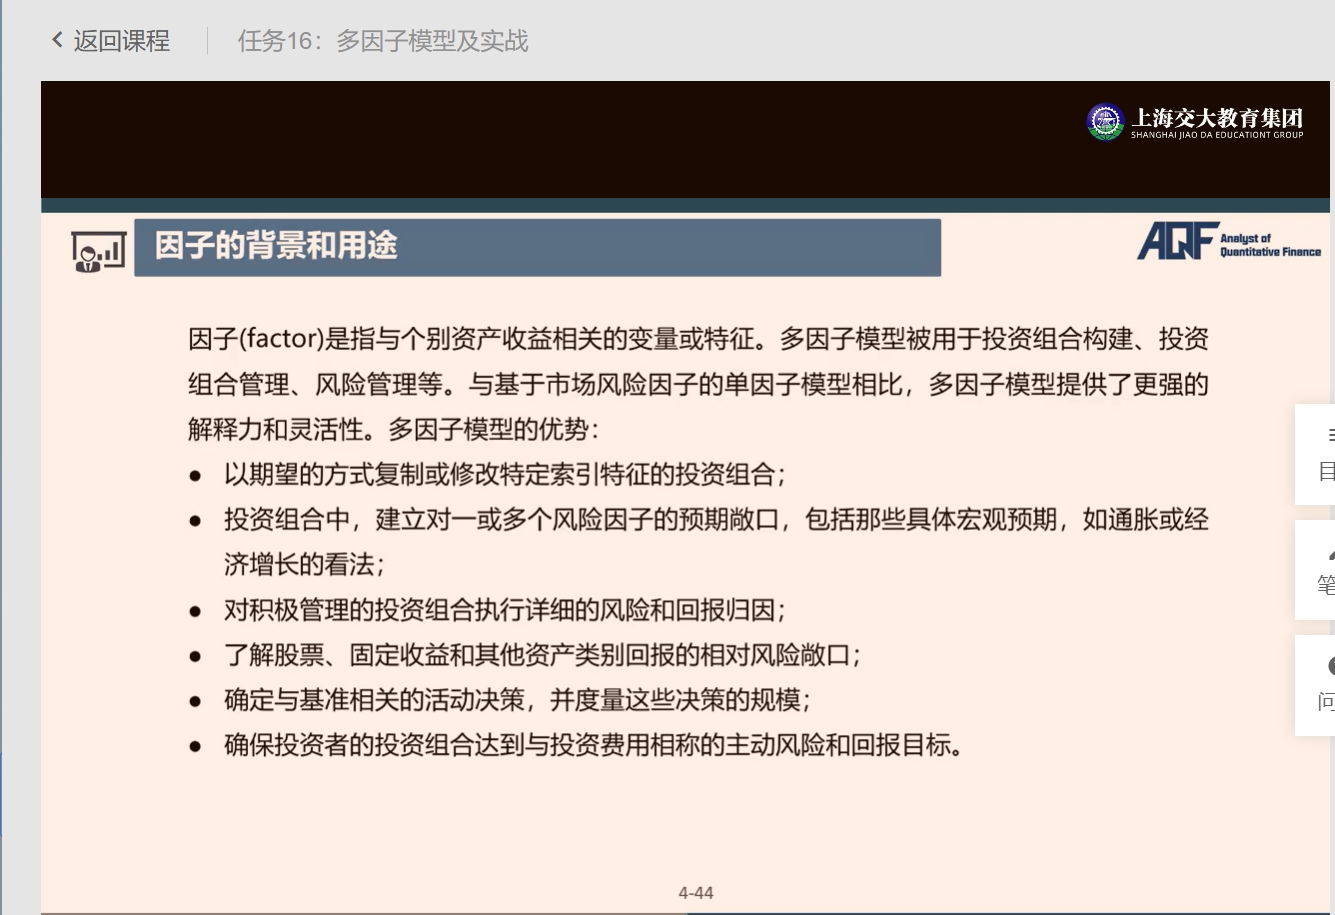 返回课程
任务16：多因子模型及实战
上海交大教育集团
SHANGHAI JIAO DA EDUCATIONT GROUP
因子的背景和用途
AQF Analyst of
Quantitative Finance
因子(factor)是指与个别资产收益相关的变量或特征。多因子模型被用于投资组合构建、投资
组合管理、风险管理等。与基于市场风险因子的单因子模型相比，多因子模型提供了更强的
解释力和灵活性。多因子模型的优势：
● 以期望的方式复制或修改特定索引特征的投资组合；
● 投资组合中，建立对一或多个风险因子的预期敞口，包括那些具体宏观预期，如通胀或经
济增长的看法；
● 对积极管理的投资组合执行详细的风险和回报归因；
● 了解股票、固定收益和其他资产类别回报的相对风险敞口；
● 确定与基准相关的活动决策，并度量这些决策的规模；
● 确保投资者的投资组合达到与投资费用相称的主动风险和回报目标。
目
笔
问
4-44